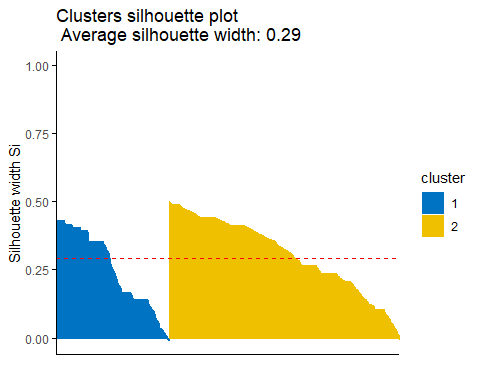 Clusters silhouette plot
Average silhouette width: 0.29
1.00
0.75
0.50
0.25
0.00
Silhouette width Si
cluster
1
2